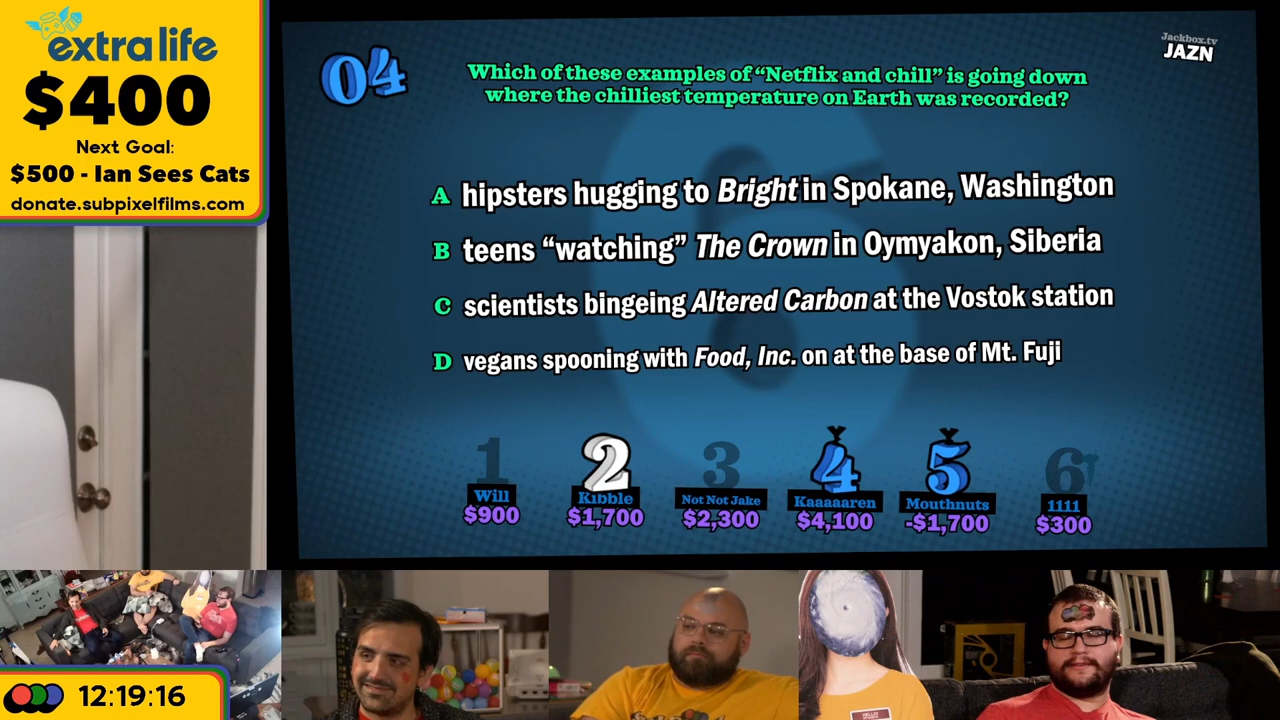 extralife
$400
Next Goal:
$500 - Ian Sees Cats
donate.subpixelfilms.com
04
Jackbox.tv
JAZN
Which of these examples of “Netflix and chill” is going down
where the chilliest temperature on Earth was recorded?
A hipsters hugging to Bright in Spokane, Washington
B teens “watching” The Crown in Oymyakon, Siberia
C scientists bingeing Altered Carbon at the Vostok station
D vegans spooning with Food, Inc. on at the base of Mt. Fuji
1 2 3 4 5 6
Will Kibble Not Not Jake Kaaaaaren Mouthnuts 1111
$900 $1,700 $2,300 $4,100 -$1,700 $300
12:19:16
HELLO